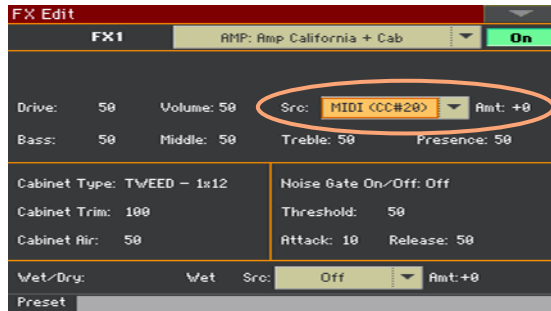 FX Edit
FX1 AMP: Amp California + Cab On
Drive: 50 Volume: 50 Src: MIDI (CC#20) Amt: +0
Bass: 50 Middle: 50 Treble: 50 Presence: 50
Cabinet Type: TWEED - 1x12 Noise Gate On/Off: Off
Cabinet Trim: 100 Threshold: 50
Cabinet Air: 50 Attack: 10 Release: 50
Wet/Dry: Wet Src: Off Amt:+0
Preset